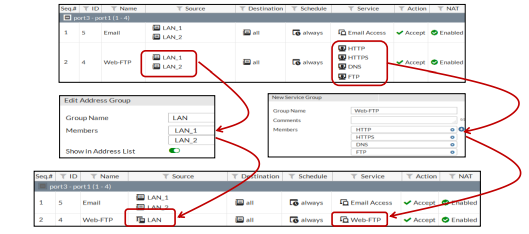 Seq.# ID Name Source Destination Schedule Service Action NAT
port3 - port1 (1 - 4)
1 5 Email LAN_1 LAN_2 all always Email Access Accept Enabled
2 4 Web-FTP LAN_1 LAN_2 all always HTTP HTTPS DNS FTP Accept Enabled
Edit Address Group
Group Name LAN
Members LAN_1
LAN_2
Show in Address List
New Service Group
Group Name Web-FTP
Comments
Members HTTP
HTTPS
DNS
FTP
Seq.# ID Name Source Destination Schedule Service Action NAT
port3 - port1 (1 - 4)
1 5 Email LAN_1 LAN_2 all always Email Access Accept Enabled
2 4 Web-FTP LAN all always Web-FTP Accept Enabled